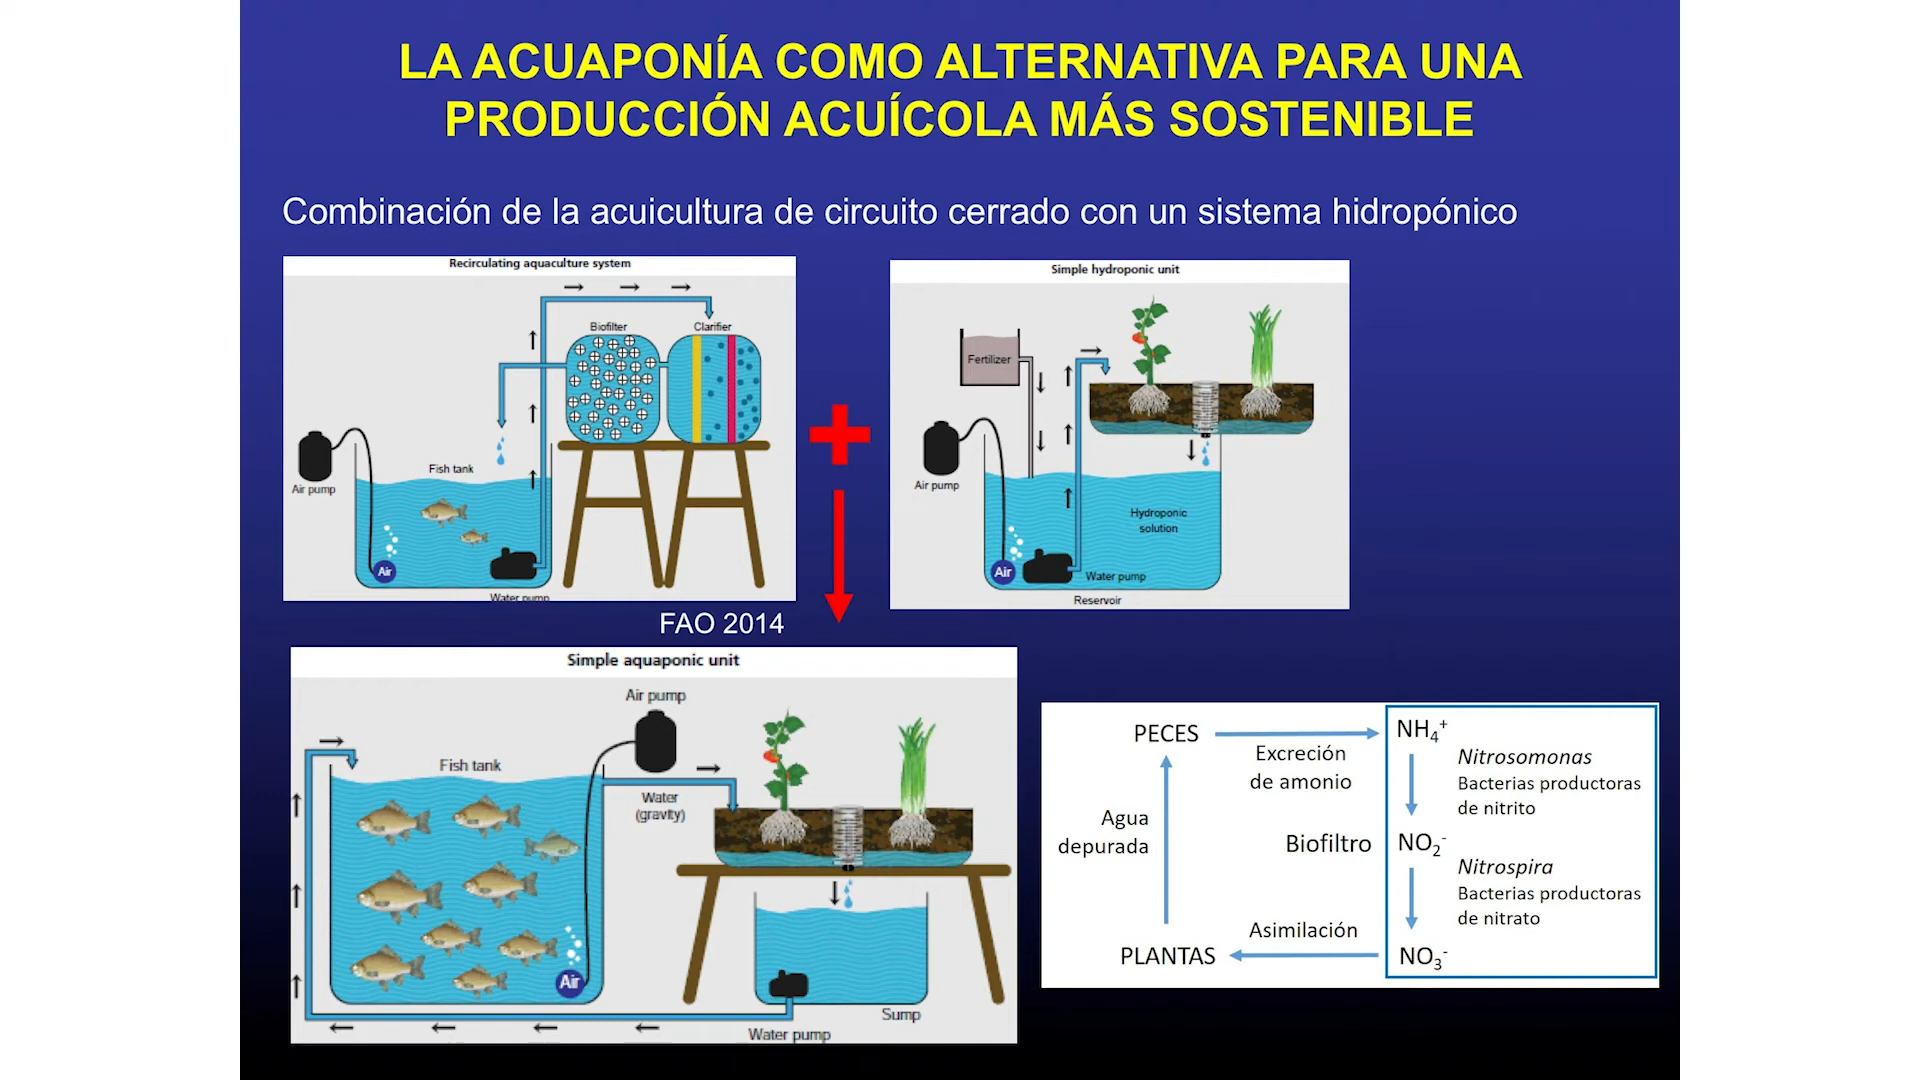 LA ACUAPONÍA COMO ALTERNATIVA PARA UNA
PRODUCCIÓN ACUÍCOLA MÁS SOSTENIBLE
Combinación de la acuicultura de circuito cerrado con un sistema hidropónico
Recirculating aquaculture system
Biofilter
Clarifier
Fish tank
Air pump
Air
Water pump
Simple hydroponic unit
Fertilizer
Air pump
Hydroponic
solution
Air
Water pump
Reservoir
FAO 2014
Simple aquaponic unit
Air pump
Fish tank
Water
(gravity)
Air
Sump
Water pump
PECES
Excreción
de amonio
NH₄⁺
Nitrosomonas
Bacterias productoras
de nitrito
Agua
depurada
Biofiltro
NO₂⁻
Nitrospira
Bacterias productoras
de nitrato
Asimilación
PLANTAS
NO₃⁻